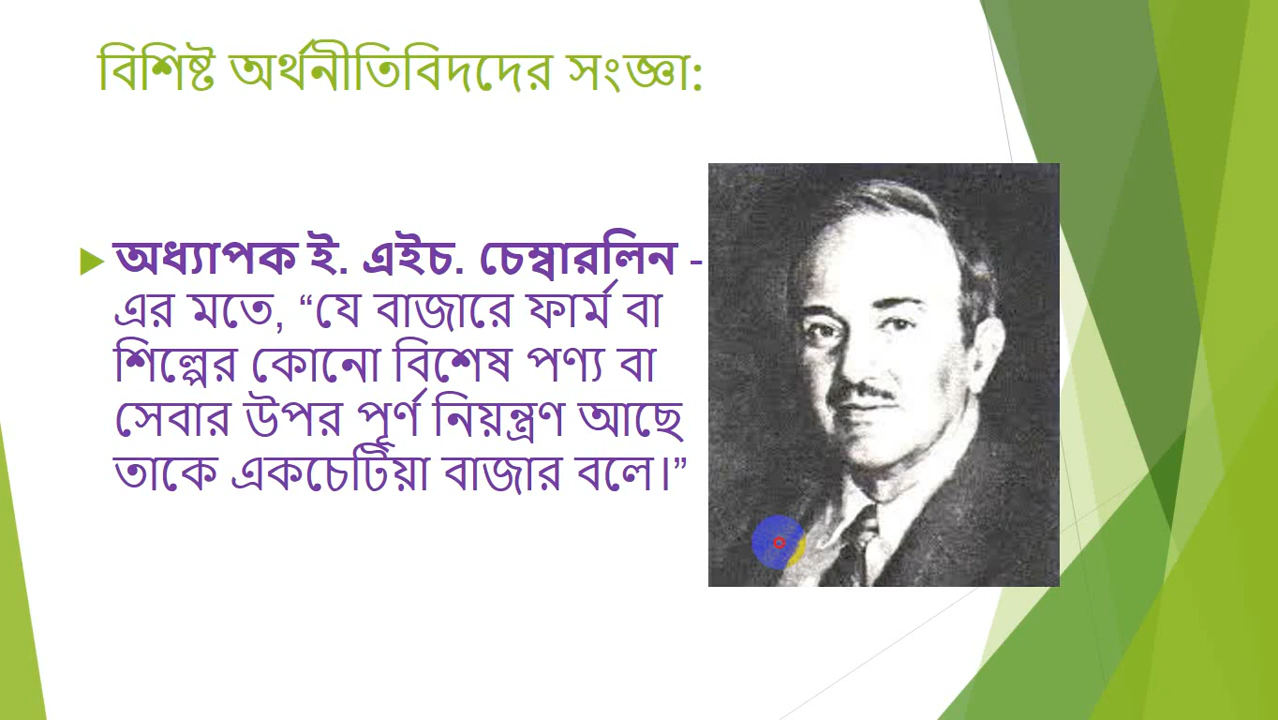 বিশিষ্ট অর্থনীতিবিদদের সংজ্ঞা:
অধ্যাপক ই. এইচ. চেম্বারলিন -
এর মতে, “যে বাজারে ফার্ম বা
শিল্পের কোনো বিশেষ পণ্য বা
সেবার উপর পূর্ণ নিয়ন্ত্রণ আছে
তাকে একচেটিয়া বাজার বলে।”